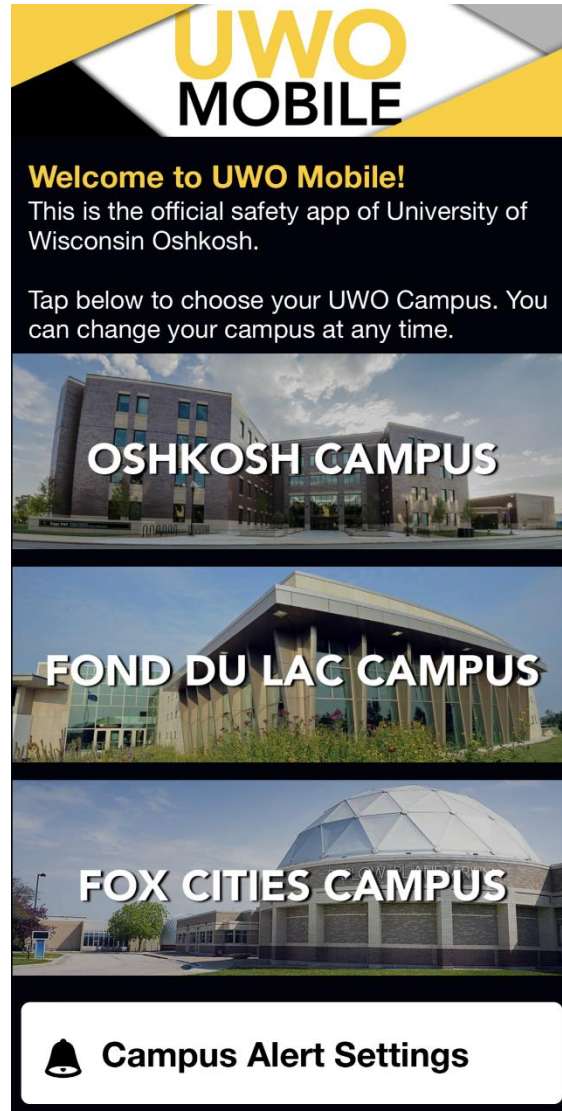 UWO
MOBILE
Welcome to UWO Mobile!
This is the official safety app of University of
Wisconsin Oshkosh.
Tap below to choose your UWO Campus. You
can change your campus at any time.
OSHKOSH CAMPUS
FOND DU LAC CAMPUS
FOX CITIES CAMPUS
Campus Alert Settings